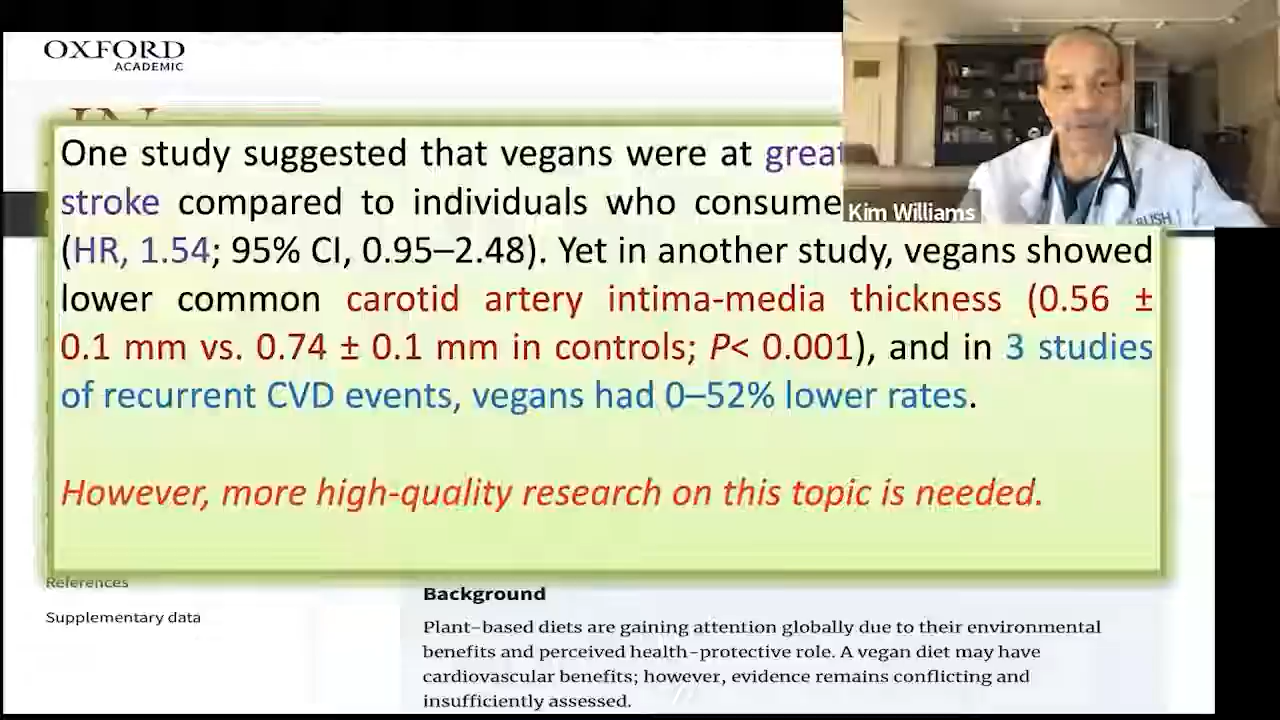 OXFORD
ACADEMIC
IN
One study suggested that vegans were at
stroke compared to individuals who
(HR, 1.54; 95% CI, 0.95–2.48). Yet in another study, vegans showed
lower common carotid artery intima-media thickness (0.56 ±
0.1 mm vs. 0.74 ± 0.1 mm in controls; P< 0.001), and in 3 studies
of recurrent CVD events, vegans had 0–52% lower rates.
However, more high-quality research on this topic is needed.
References
Supplementary data
Background
Plant-based diets are gaining attention globally due to their environmental
benefits and perceived health-protective role. A vegan diet may have
cardiovascular benefits; however, evidence remains conflicting and
insufficiently assessed.
Kim Williams
RUSH